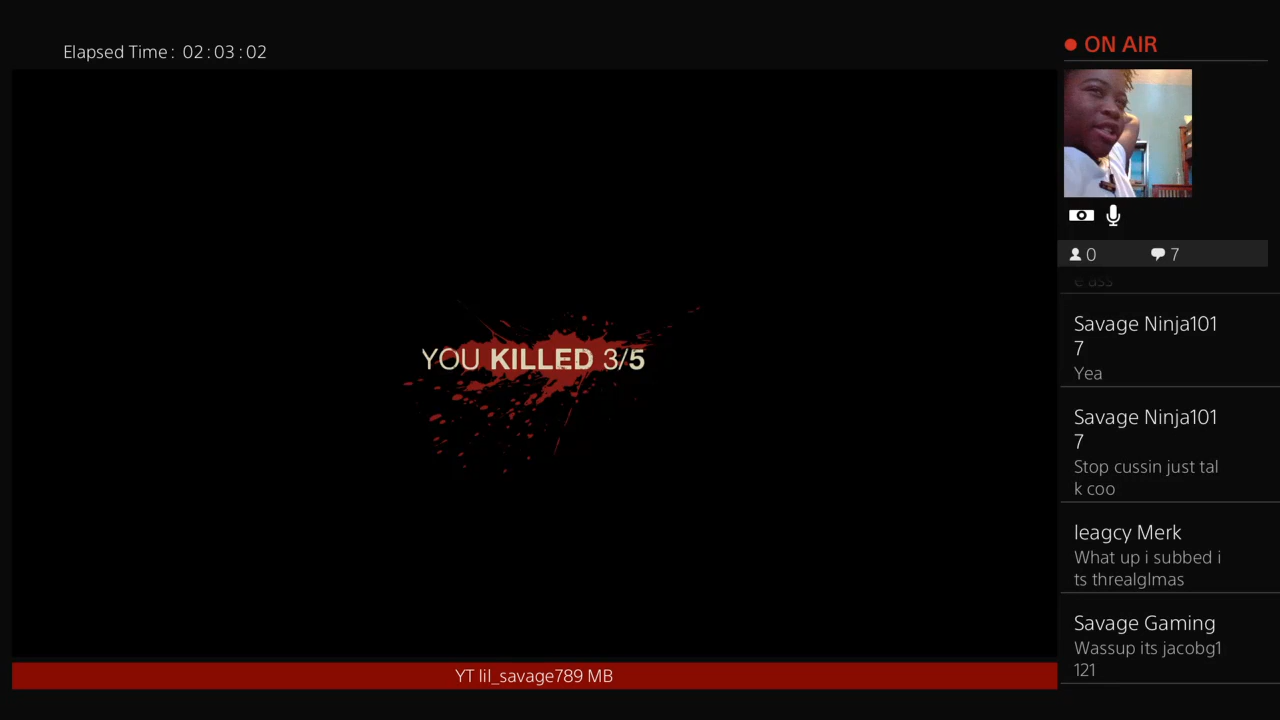 Elapsed Time: 02:03:02
ON AIR
0 7
e ass
Savage Ninja101
7
Yea
Savage Ninja101
7
Stop cussin just tal
k coo
leagcy Merk
What up i subbed i
ts threalglmas
Savage Gaming
Wassup its jacobg1
121
YOU KILLED 3/5
YT lil_savage789 MB